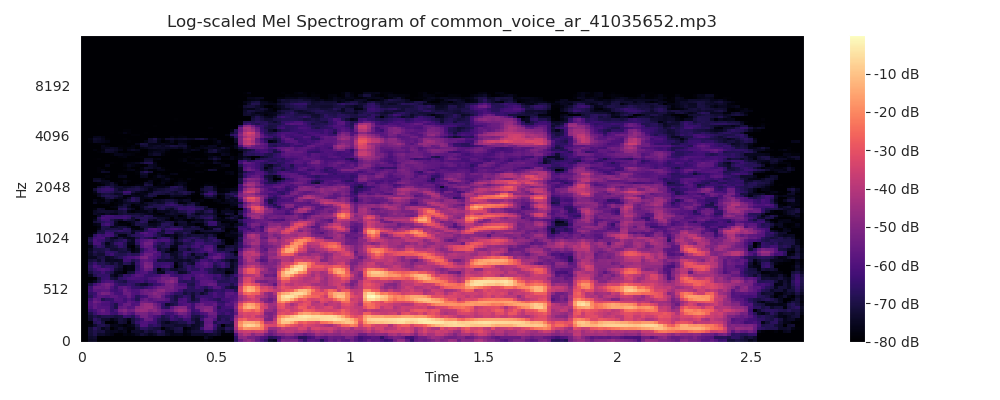 Log-scaled Mel Spectrogram of common_voice_ar_41035652.mp3
Hz
8192
4096
2048
1024
512
0
0 0.5 1 1.5 2 2.5
Time
-10 dB
-20 dB
-30 dB
-40 dB
-50 dB
-60 dB
-70 dB
-80 dB